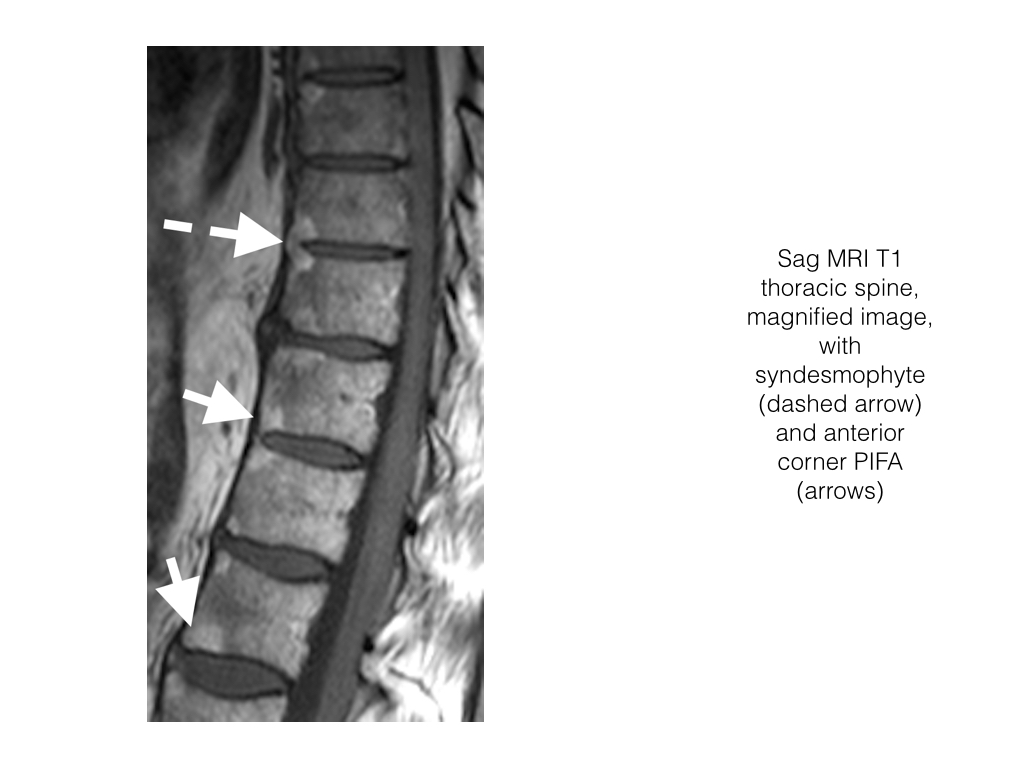 Sag MRI T1
thoracic spine,
magnified image,
with
syndesmophyte
(dashed arrow)
and anterior
corner PIFA
(arrows)